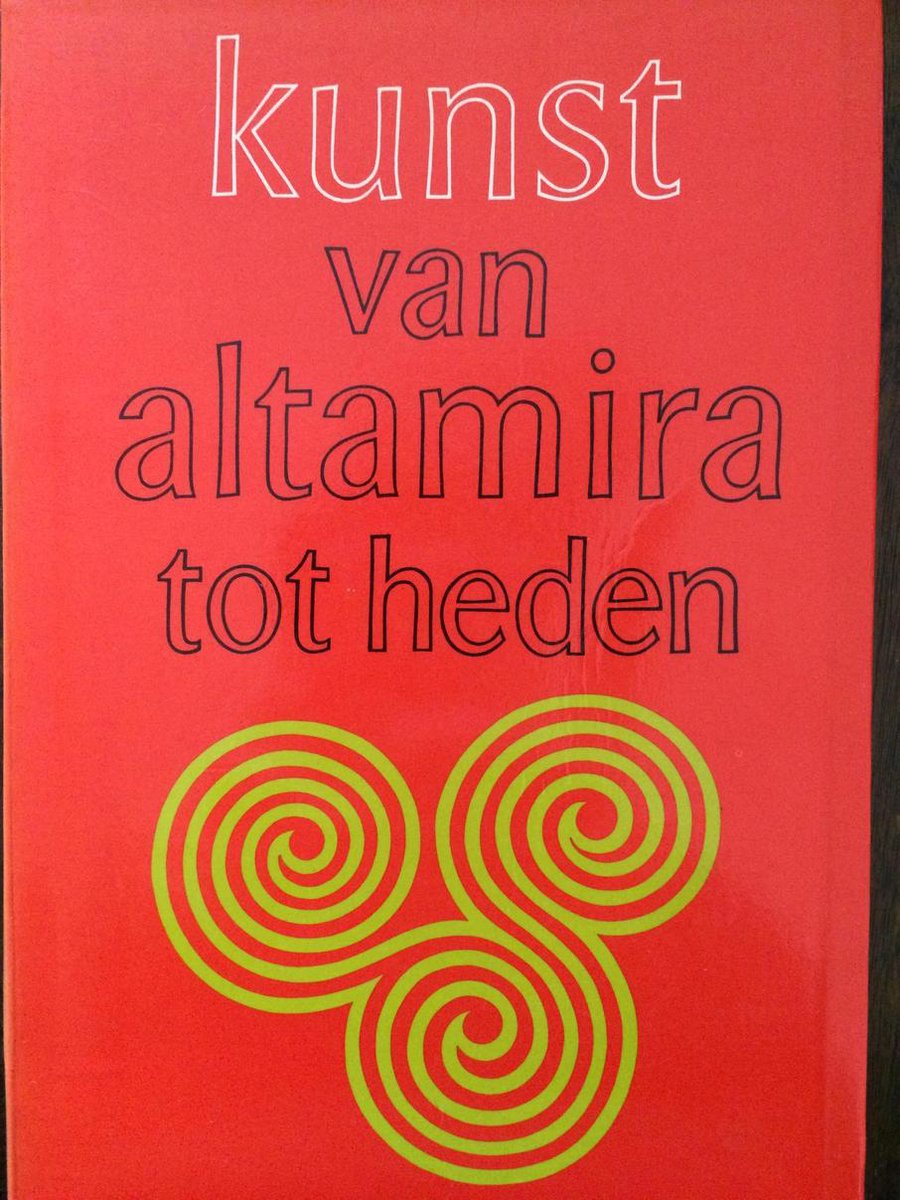 kunst
van
altamira
tot heden